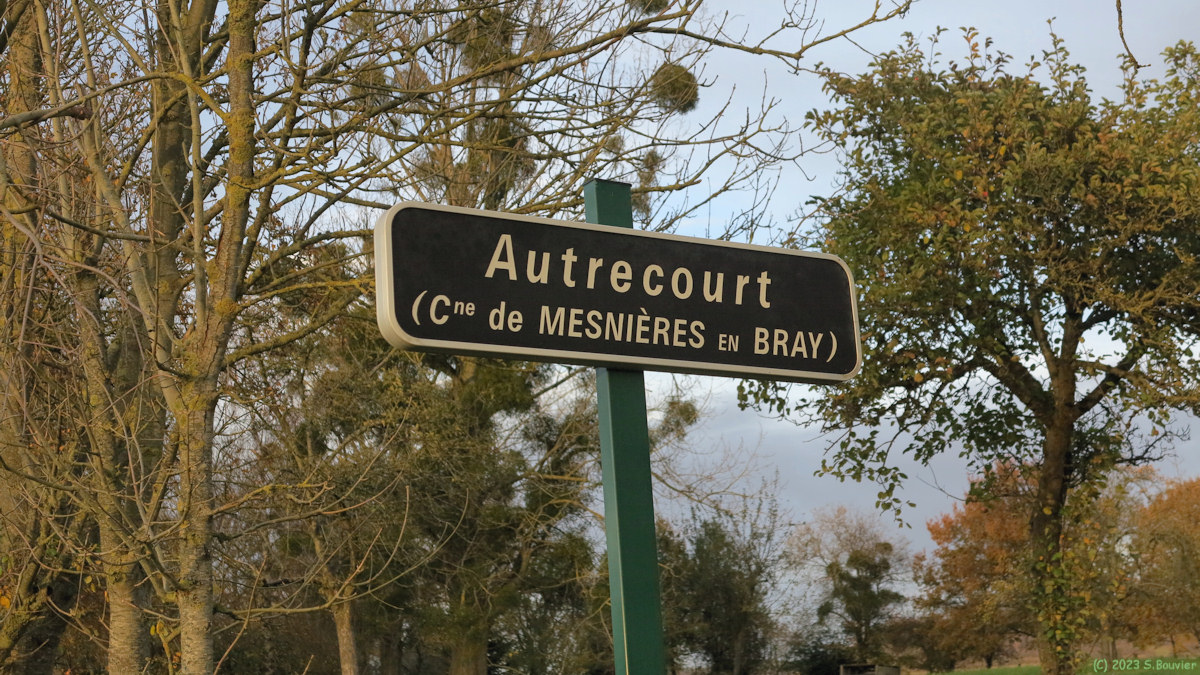 Autrecourt
(Cne de MESNIÈRES EN BRAY)
(C) 2023 S.Bouvier